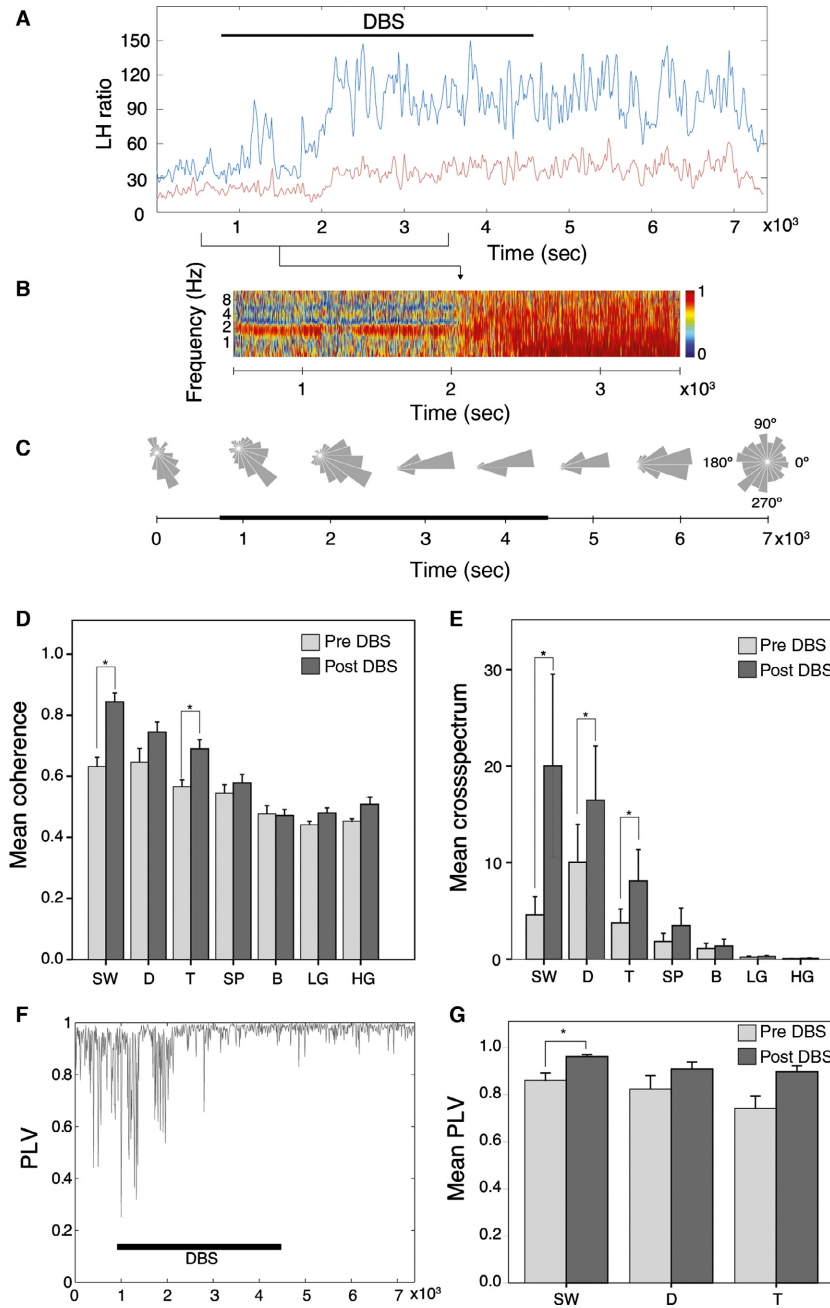 A
DBS
150
120
90
60
30
0
LH ratio
1 2 3 4 5 6 7 x10³
Time (sec)
B
Frequency (Hz)
8
4
2
1
1
0
1 2 3 x10³
Time (sec)
C
90°
180° 0°
270°
0 1 2 3 4 5 6 7 x10³
Time (sec)
D
Pre DBS
Post DBS
1.0
0.8
0.6
0.4
0.2
0.0
Mean coherence
* *
SW D T SP B LG HG
E
Pre DBS
Post DBS
30
20
10
0
Mean crossspectrum
* * *
SW D T SP B LG HG
F
1
0.8
0.6
0.4
0.2
0
PLV
DBS
0 1 2 3 4 5 6 7 x10³
G
Pre DBS
Post DBS
1.0
0.8
0.6
0.4
0.2
0.0
Mean PLV
*
SW D T